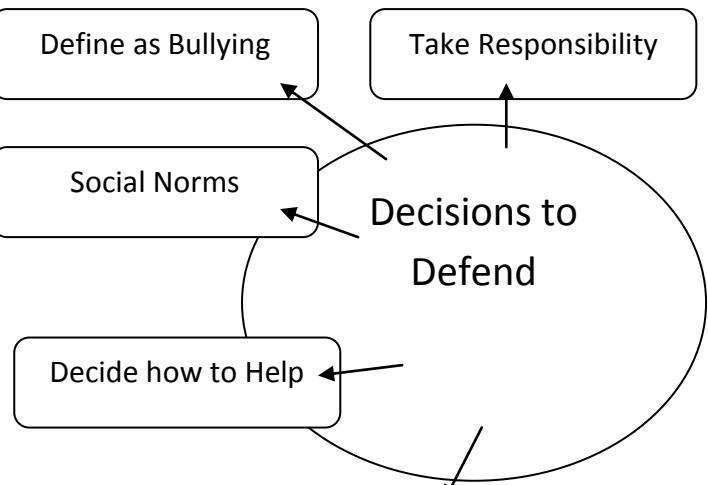 Define as Bullying
Take Responsibility
Social Norms
Decisions to
Defend
Decide how to Help